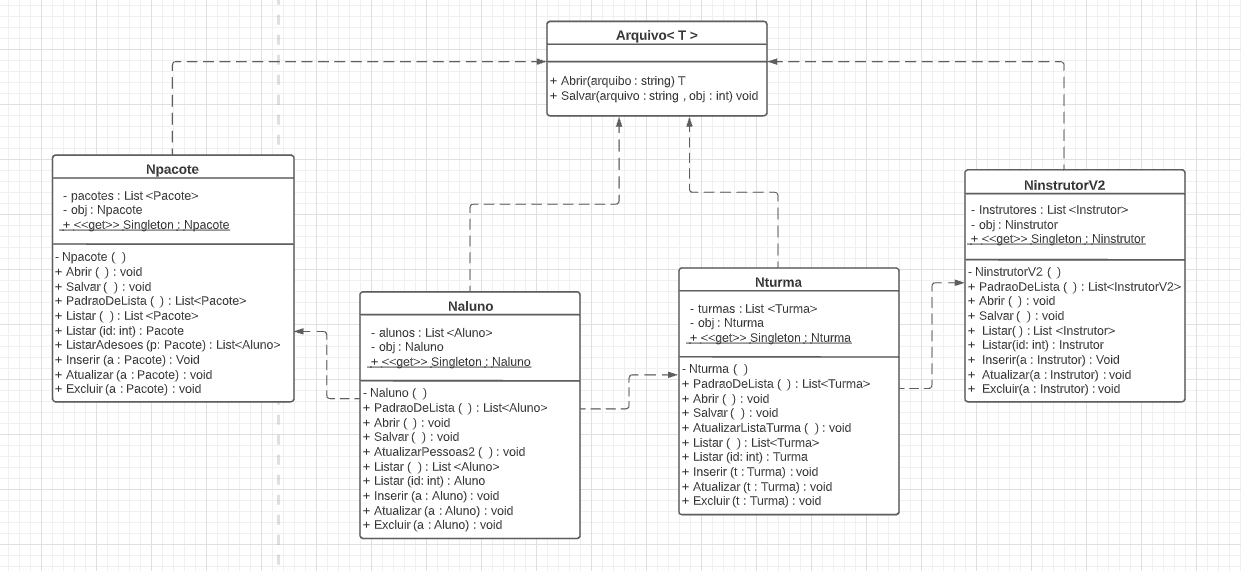 Arquivo< T >
+ Abrir(arquibo : string) T
+ Salvar(arquivo : string , obj : int) void
Npacote
- pacotes : List <Pacote>
- obj : Npacote
+ <<get>> Singleton : Npacote
- Npacote ( )
+ Abrir ( ) : void
+ Salvar ( ) : void
+ PadraoDeLista ( ) : List<Pacote>
+ Listar ( ) : List <Pacote>
+ Listar (id: int) : Pacote
+ ListarAdesoes (p: Pacote) : List<Aluno>
+ Inserir (a : Pacote) : Void
+ Atualizar (a : Pacote) : void
+ Excluir (a : Pacote) : void
Naluno
- alunos : List <Aluno>
- obj : Naluno
+ <<get>> Singleton : Naluno
- Naluno ( )
+ PadraoDeLista ( ) : List<Aluno>
+ Abrir ( ) : void
+ Salvar ( ) : void
+ AtualizarPessoas2 ( ) : void
+ Listar ( ) : List <Aluno>
+ Listar (id: int) : Aluno
+ Inserir (a : Aluno) : void
+ Atualizar (a : Aluno) : void
+ Excluir (a : Aluno) : void
Nturma
- turmas : List <Turma>
- obj : Nturma
+ <<get>> Singleton : Nturma
- Nturma ( )
+ PadraoDeLista ( ) : List<Turma>
+ Abrir ( ) : void
+ Salvar ( ) : void
+ AtualizarListaTurma ( ) : void
+ Listar ( ) : List<Turma>
+ Listar (id: int) : Turma
+ Inserir (t : Turma) : void
+ Atualizar (t : Turma) : void
+ Excluir (t : Turma) : void
NinstrutorV2
- Instrutores : List <Instrutor>
- obj : Ninstrutor
+ <<get>> Singleton : Ninstrutor
- NinstrutorV2 ( )
+ PadraoDeLista ( ) : List<InstrutorV2>
+ Abrir ( ) : void
+ Salvar ( ) : void
+ Listar( ) : List <Instrutor>
+ Listar(id: int) : Instrutor
+ Inserir(a : Instrutor) : Void
+ Atualizar(a : Instrutor) : void
+ Excluir(a : Instrutor) : void